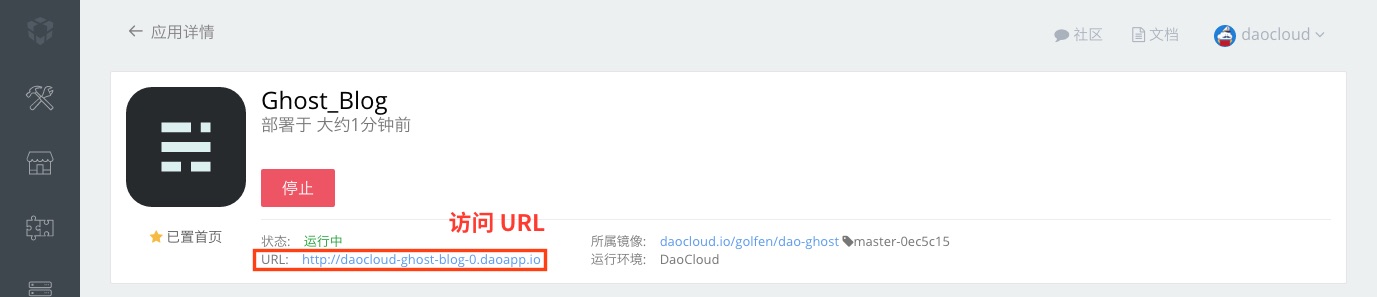 应用详情
社区
文档
daocloud
Ghost_Blog
部署于 大约1分钟前
停止
访问 URL
已置首页
状态: 运行中
所属镜像: daocloud.io/golfen/dao-ghost master-0ec5c15
URL: http://daocloud-ghost-blog-0.daoapp.io
运行环境: DaoCloud